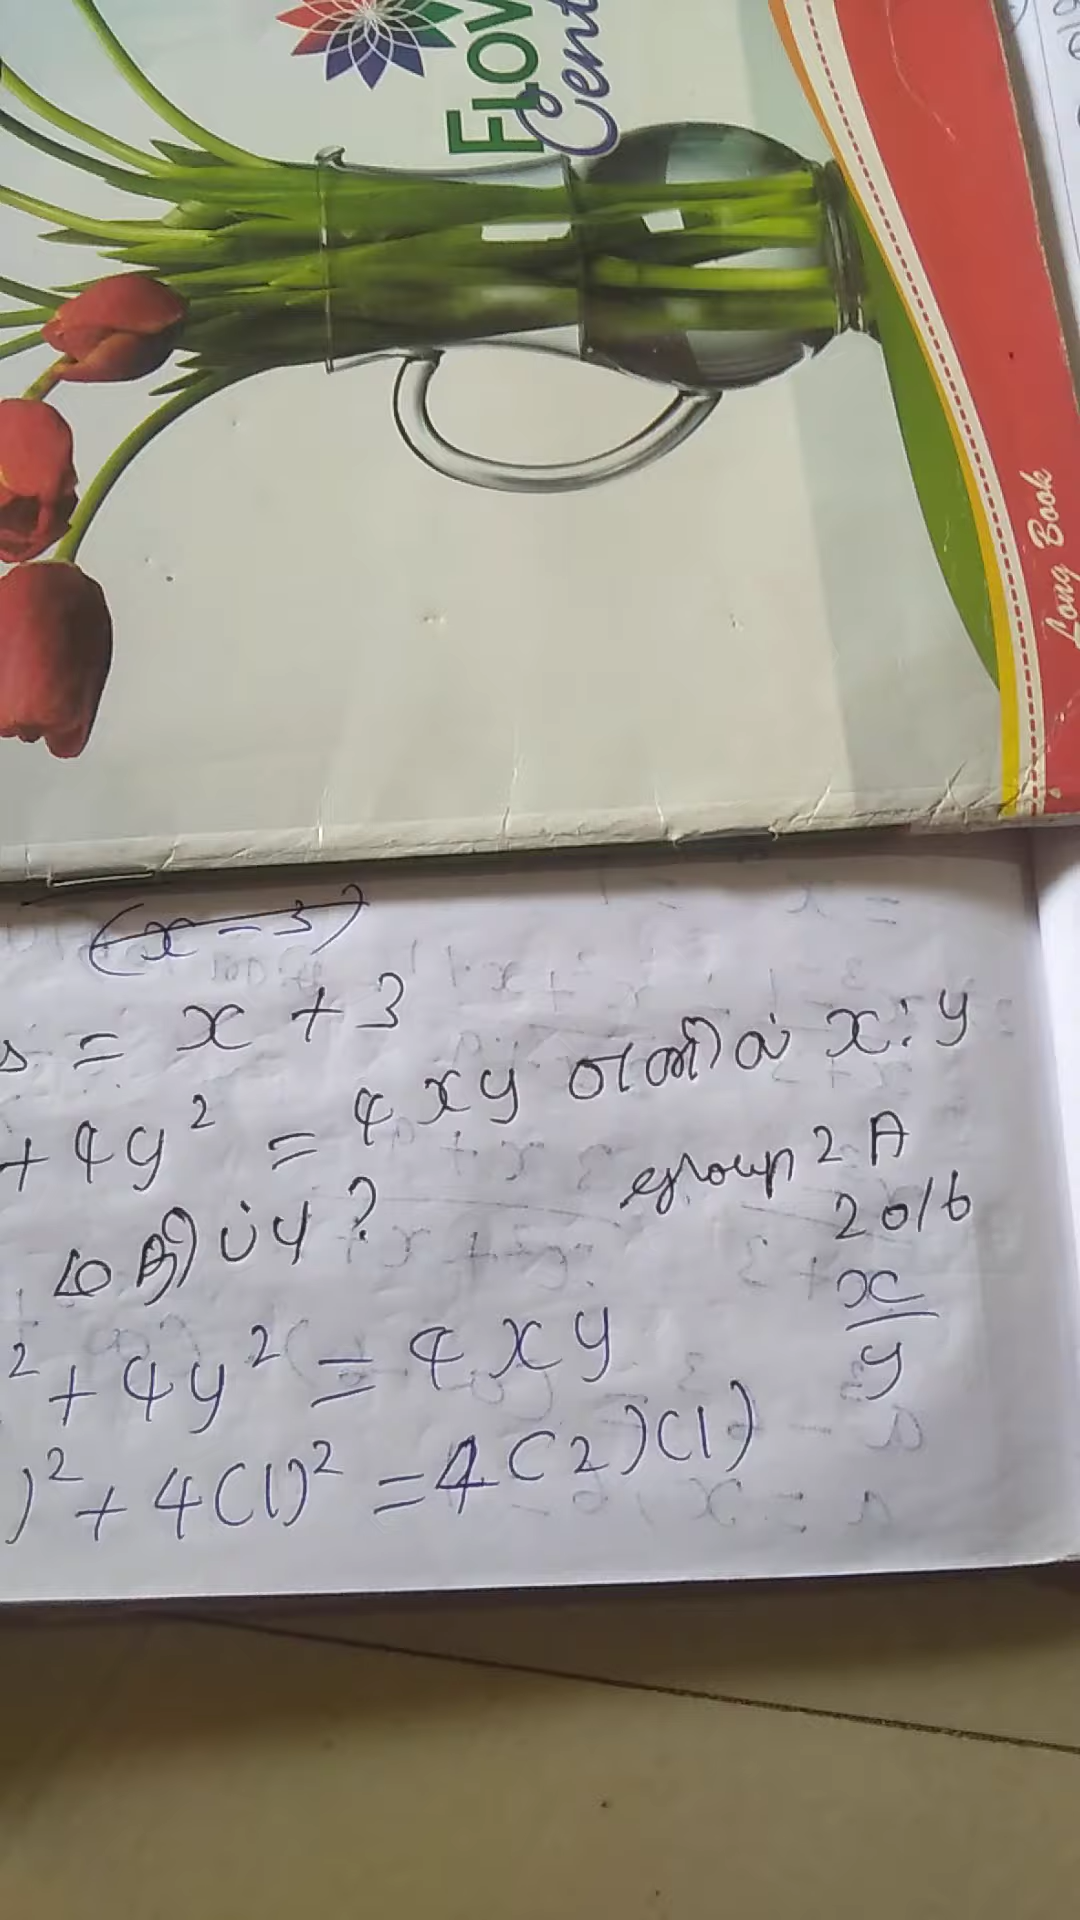 FLOW
Cent
Long Book
(x - 3)
= x + 3
+ 4y² = 4xy எனில் x : y
மதிப்பு?
group 2 A
2016
² + 4y² = 4xy
x/y
)² + 4(1)² = 4(2)(1)